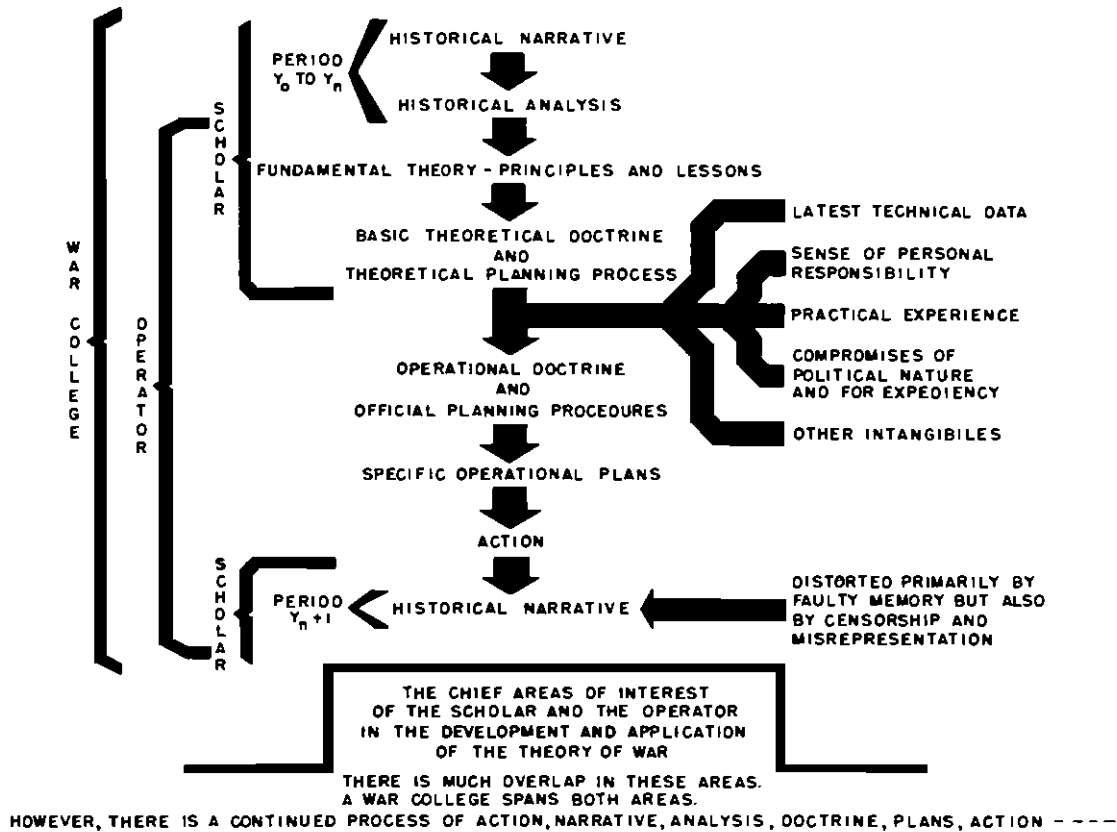 HISTORICAL NARRATIVE
PERIOD
Y₀ TO Yₙ
HISTORICAL ANALYSIS
FUNDAMENTAL THEORY - PRINCIPLES AND LESSONS
BASIC THEORETICAL DOCTRINE
AND
THEORETICAL PLANNING PROCESS
LATEST TECHNICAL DATA
SENSE OF PERSONAL
RESPONSIBILITY
PRACTICAL EXPERIENCE
COMPROMISES OF
POLITICAL NATURE
AND FOR EXPEDIENCY
OTHER INTANGIBILES
OPERATIONAL DOCTRINE
AND
OFFICIAL PLANNING PROCEDURES
SPECIFIC OPERATIONAL PLANS
ACTION
PERIOD
Yₙ+1
HISTORICAL NARRATIVE
DISTORTED PRIMARILY BY
FAULTY MEMORY BUT ALSO
BY CENSORSHIP AND
MISREPRESENTATION
WAR COLLEGE
OPERATOR
SCHOLAR
SCHOLAR
THE CHIEF AREAS OF INTEREST
OF THE SCHOLAR AND THE OPERATOR
IN THE DEVELOPMENT AND APPLICATION
OF THE THEORY OF WAR
THERE IS MUCH OVERLAP IN THESE AREAS.
A WAR COLLEGE SPANS BOTH AREAS.
HOWEVER, THERE IS A CONTINUED PROCESS OF ACTION, NARRATIVE, ANALYSIS, DOCTRINE, PLANS, ACTION ----